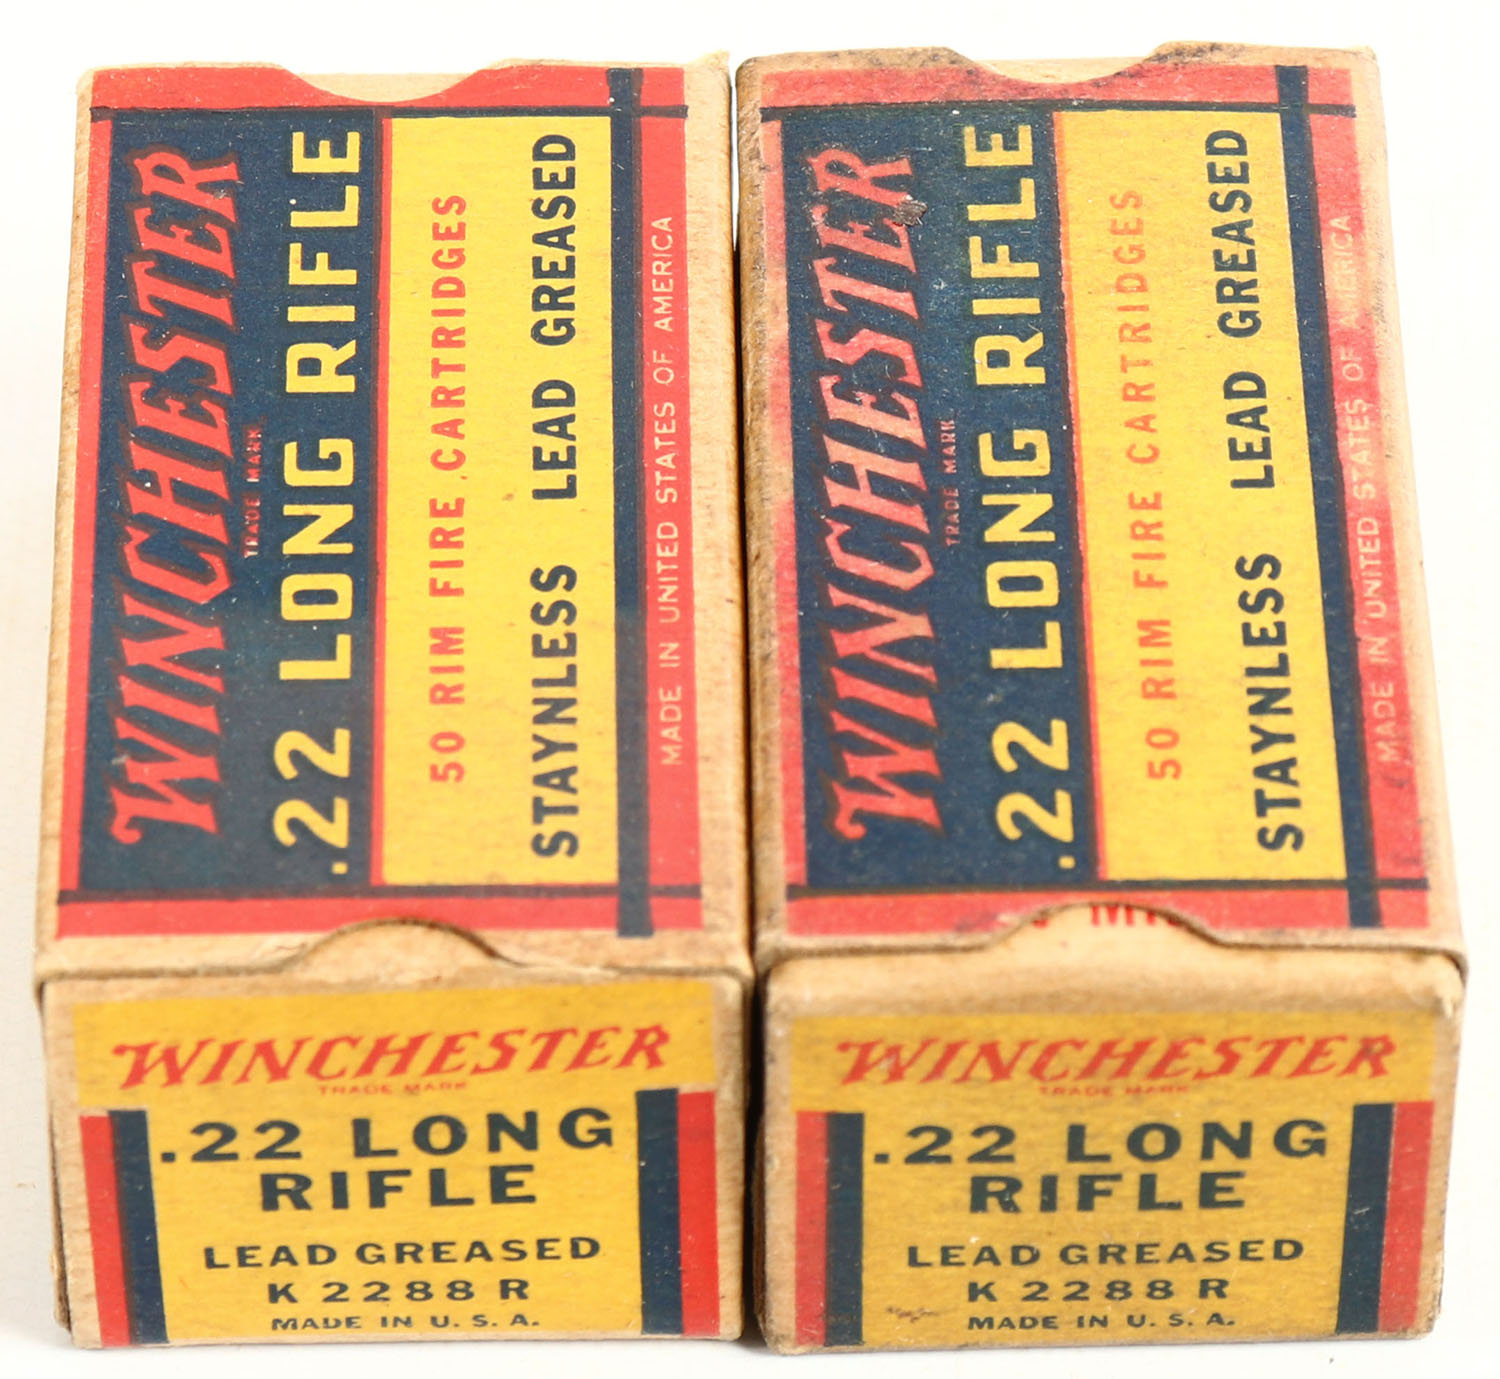 WINCHESTER
TRADE MARK
.22 LONG RIFLE
50 RIM FIRE CARTRIDGES
STAYNLESS LEAD GREASED
MADE IN UNITED STATES OF AMERICA
WINCHESTER
TRADE MARK
.22 LONG
RIFLE
LEAD GREASED
K 2288 R
MADE IN U. S. A.
WINCHESTER
TRADE MARK
.22 LONG RIFLE
50 RIM FIRE CARTRIDGES
STAYNLESS LEAD GREASED
MADE IN UNITED STATES OF AMERICA
WINCHESTER
TRADE MARK
.22 LONG
RIFLE
LEAD GREASED
K 2288 R
MADE IN U. S. A.